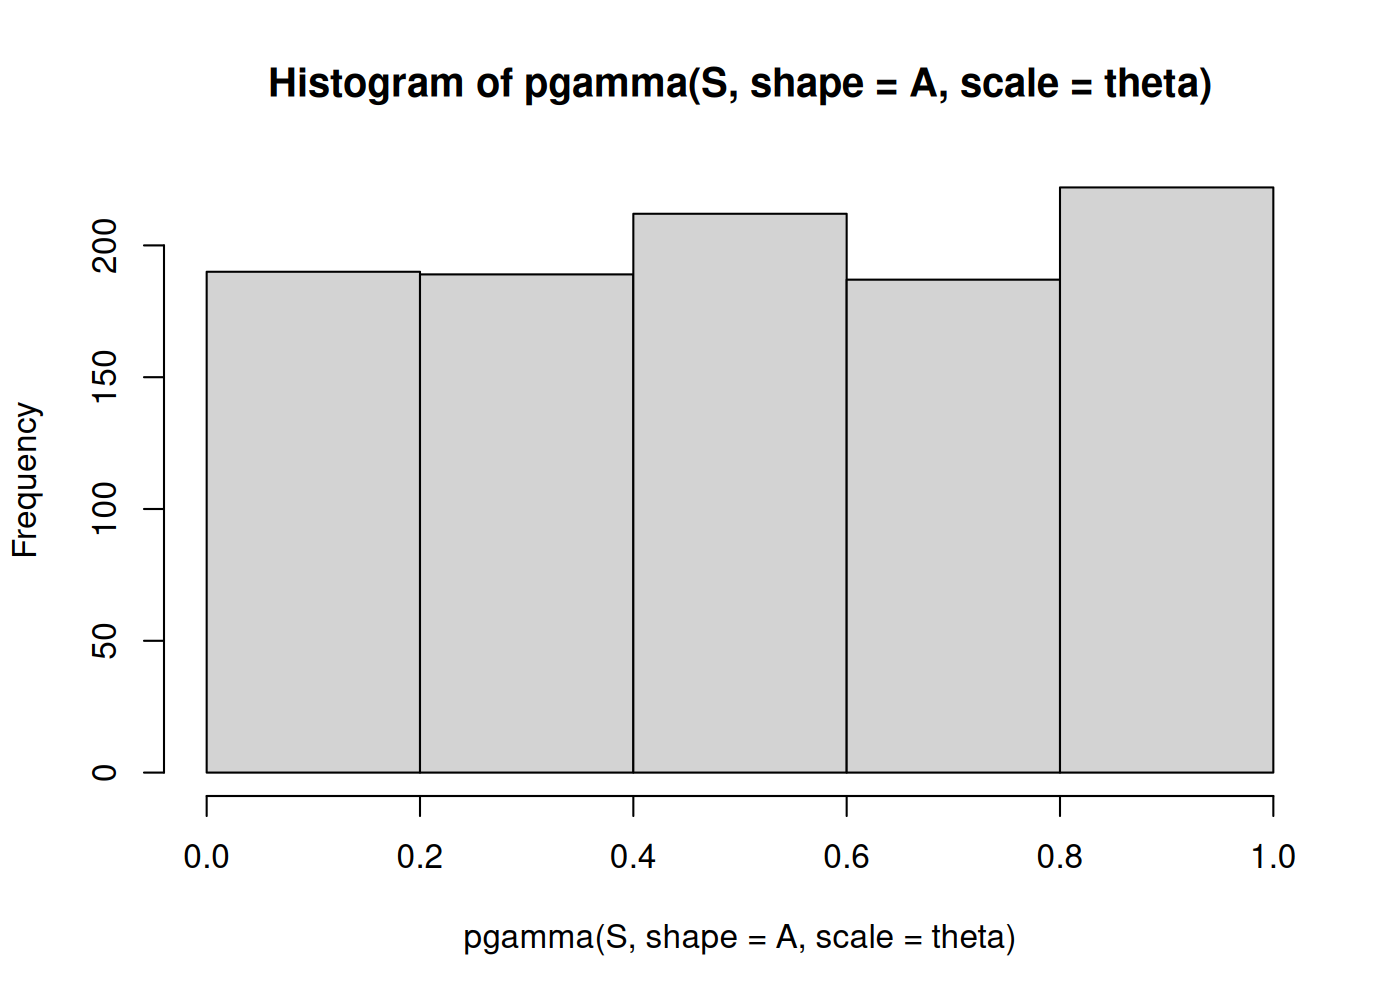 Histogram of pgamma(S, shape = A, scale = theta)
Frequency
200
150
100
50
0
0.0 0.2 0.4 0.6 0.8 1.0
pgamma(S, shape = A, scale = theta)